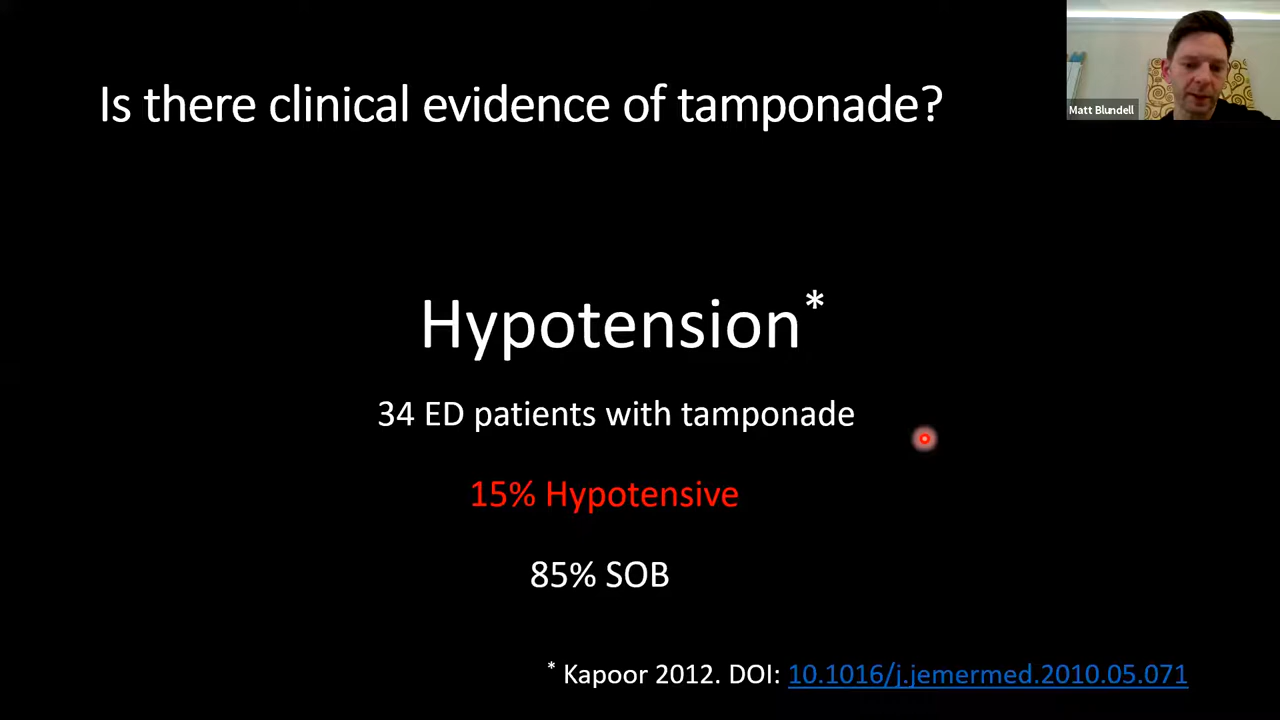 Is there clinical evidence of tamponade?
Matt Blundell
Hypotension*
34 ED patients with tamponade
15% Hypotensive
85% SOB
* Kapoor 2012. DOI: 10.1016/j.jemermed.2010.05.071